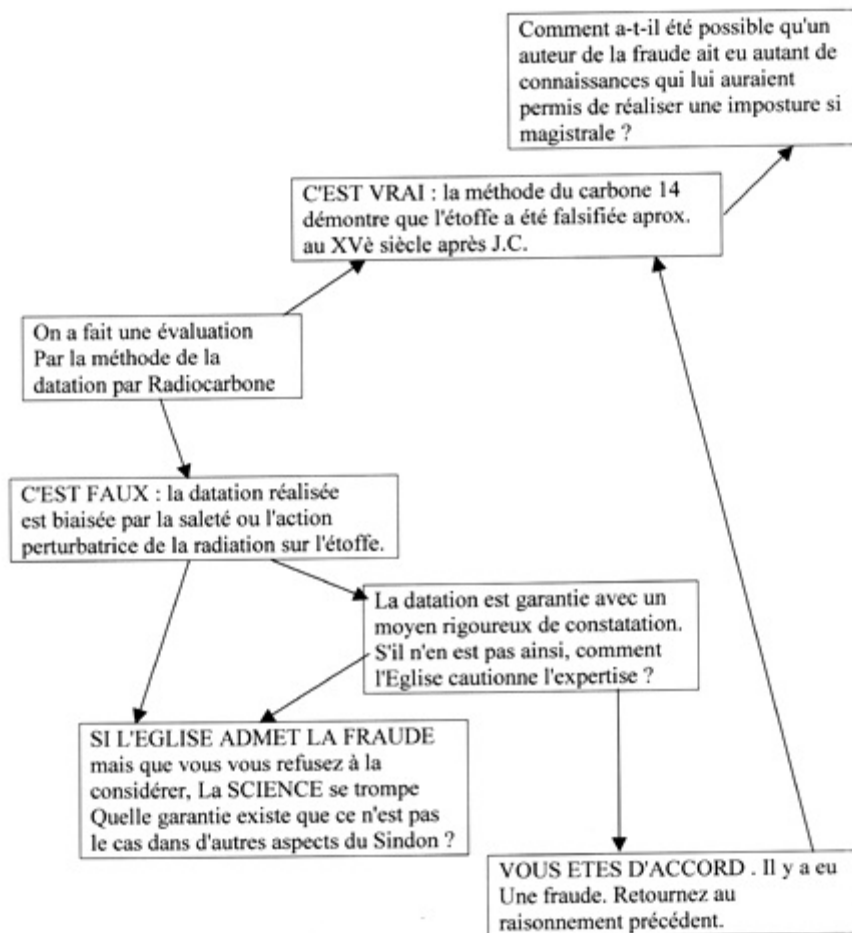 Comment a-t-il été possible qu'un
auteur de la fraude ait eu autant de
connaissances qui lui auraient
permis de réaliser une imposture si
magistrale ?
C'EST VRAI : la méthode du carbone 14
démontre que l'étoffe a été falsifiée aprox.
au XVè siècle après J.C.
On a fait une évaluation
Par la méthode de la
datation par Radiocarbone
C'EST FAUX : la datation réalisée
est biaisée par la saleté ou l'action
perturbatrice de la radiation sur l'étoffe.
La datation est garantie avec un
moyen rigoureux de constatation.
S'il n'en est pas ainsi, comment
l'Eglise cautionne l'expertise ?
SI L'EGLISE ADMET LA FRAUDE
mais que vous vous refusez à la
considérer, La SCIENCE se trompe
Quelle garantie existe que ce n'est pas
le cas dans d'autres aspects du Sindon ?
VOUS ETES D'ACCORD . Il y a eu
Une fraude. Retournez au
raisonnement précédent.